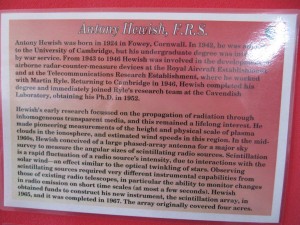 Antony Hewish, F.R.S.
Antony Hewish was born in 1924 in Fowey, Cornwall. In 1942, he was
to the University of Cambridge, but his undergraduate game was
by war service. From 1943 to 1946 Hewish was involved in the development
airborne radar-counter-measure devices at the Royal Aircraft Establishment
and at the Telecommunications Research Establishment, where he worked
with Martin Ryle. Returning to Cambridge in 1946, Hewish completed his
degree and immediately joined Ryle's research team at the Cavendish
Laboratory, obtaining his Ph.D. in 1952.
Hewish's early research focused on the propagation of radiation through
inhomogeneous transparent media, and this remained a lifelong interest. He
made pioneering measurements of the height and physical scale of plasma
clouds in the ionosphere, and estimated wind speeds in this region. In the mid-
1960s, Hewish conceived of a large phased-array antenna for a major sky
survey to measure the angular sizes of scintillating radio sources. Scintillation
is a rapid fluctuation of a radio source's intensity, due to interactions with the
solar wind—an effect similar to the optical twinkling of stars. Observing
scintillating sources required very different instrumental capabilities from
those of existing radio telescopes, in particular the ability to monitor changes
in radio emission on short time scales (at most a few seconds). Hewish
obtained funds to construct his new instrument, the scintillation array, in
1965, and it was completed in 1967. The array originally covered four acres.